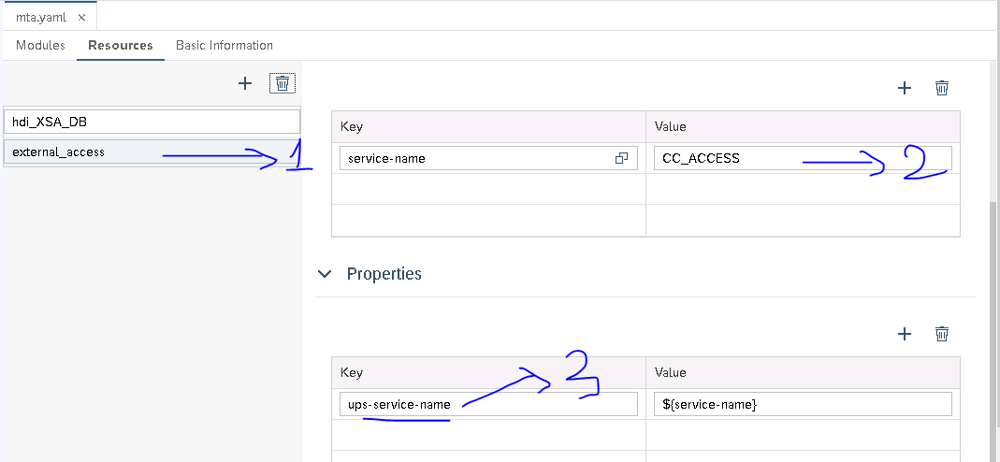 mta.yaml ×
Modules Resources Basic Information
hdi_XSA_DB
external_access 1
Key Value
service-name CC_ACCESS 2
Properties
Key Value
3
ups-service-name ${service-name}